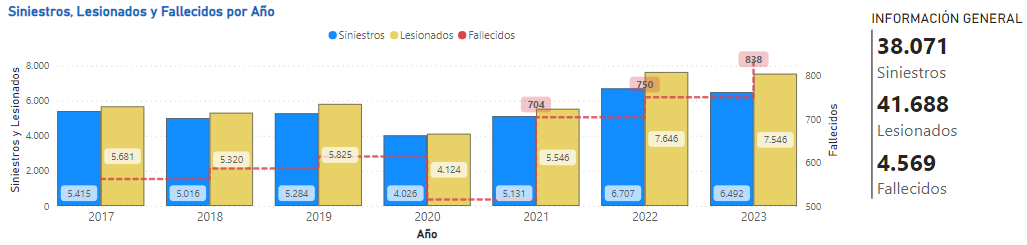 Siniestros, Lesionados y Fallecidos por Año
Siniestros Lesionados Fallecidos
Siniestros y Lesionados
8.000
6.000
4.000
2.000
0
5.415
5.681
5.016
5.320
5.284
5.825
4.026
4.124
704
5.131
5.546
750
6.707
7.646
838
6.492
7.546
800
700
600
500
Fallecidos
2017 2018 2019 2020 2021 2022 2023
Año
INFORMACIÓN GENERAL
38.071
Siniestros
41.688
Lesionados
4.569
Fallecidos